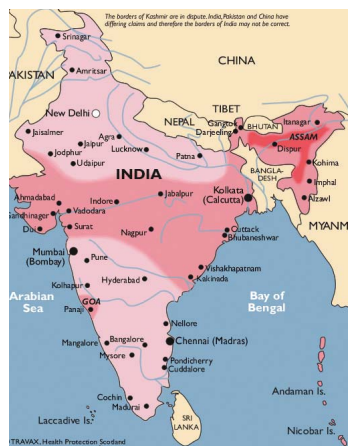 The borders of Kashmir are in dispute. India, Pakistan and China have
differing claims and therefore the borders of India may not be correct.
Srinagar
CHINA
AKISTAN
Amritsar
TIBET
New Delhi
NEPAL
Gangtok
Darjeeling
BHUTAN
Itanagar
ASSAM
Dispur
Jaisalmer
Jaipur
Agra
Lucknow
Jodhpur
Udaipur
Patna
BANGLA-
DESH
Kohima
Imphal
Aizawl
INDIA
Ahmadabad
Gandhinager
Indore
Jabalpur
Kolkata
(Calcutta)
Vadodara
MYANM
Surat
Nagpur
Cuttack
Bhubaneshwar
Mumbai
(Bombay)
Pune
Arabian
Sea
Kolhapur
Hyderabad
Vishakhapatnam
Kakinada
Bay of
Bengal
GOA
Panaji
Nellore
Mangalore
Bangalore
Chennai (Madras)
Mysore
Pondicherry
Cuddalore
Andaman Is.
Cochin
Madurai
Laccadive Is.
SRI
LANKA
Nicobar Is.
TRAVAX, Health Protection Scotland